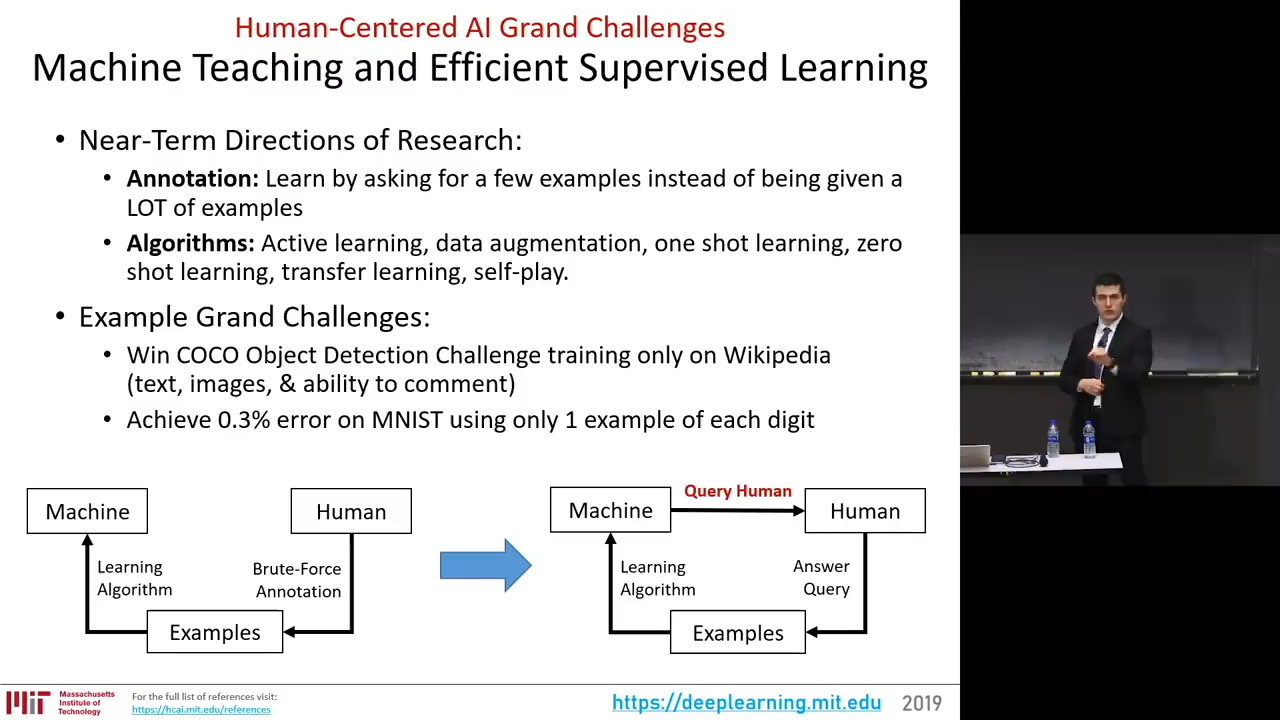 Human-Centered AI Grand Challenges
Machine Teaching and Efficient Supervised Learning
• Near-Term Directions of Research:
• Annotation: Learn by asking for a few examples instead of being given a
LOT of examples
• Algorithms: Active learning, data augmentation, one shot learning, zero
shot learning, transfer learning, self-play.
• Example Grand Challenges:
• Win COCO Object Detection Challenge training only on Wikipedia
(text, images, & ability to comment)
• Achieve 0.3% error on MNIST using only 1 example of each digit
Machine
Human
Learning
Algorithm
Brute-Force
Annotation
Examples
Machine
Query Human
Human
Learning
Algorithm
Answer
Query
Examples
Massachusetts
Institute of
Technology
For the full list of references visit:
https://hcai.mit.edu/references
https://deeplearning.mit.edu
2019